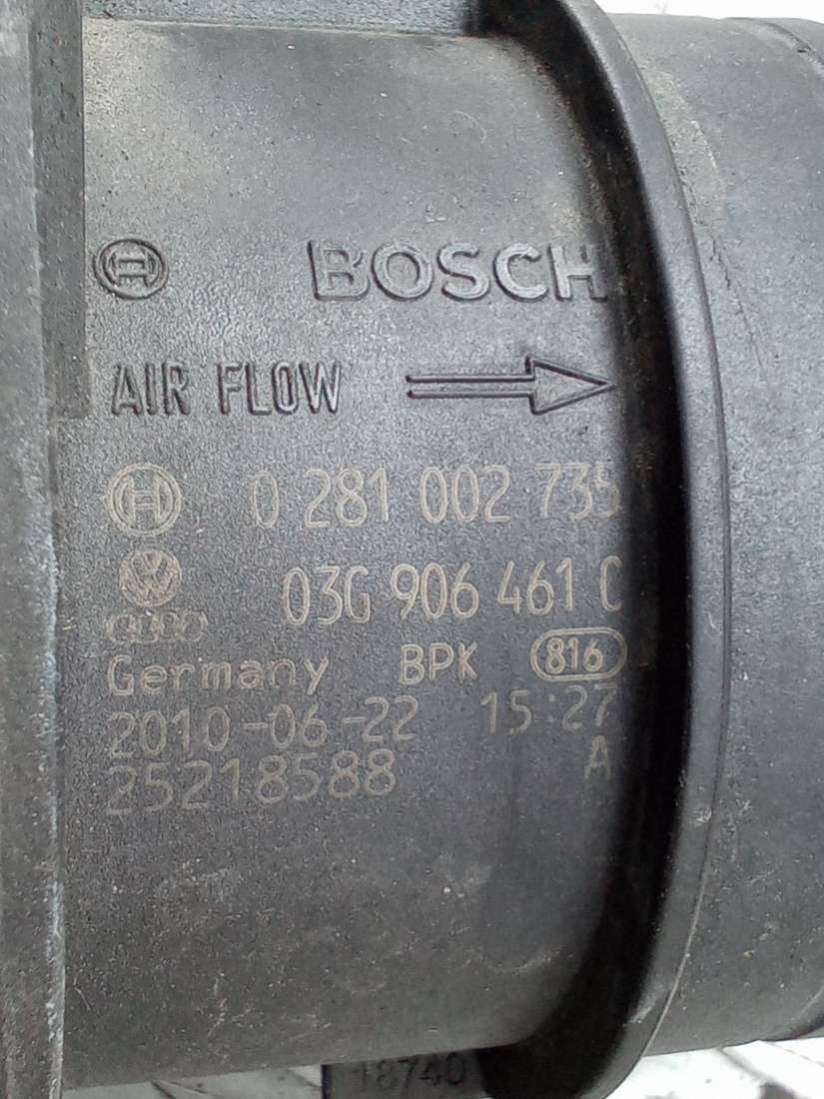 BOSCH
AIR FLOW
0 281 002 735
03G 906 461 C
Germany BPK 816
2010-06-22 15:27
25218588 A
18740